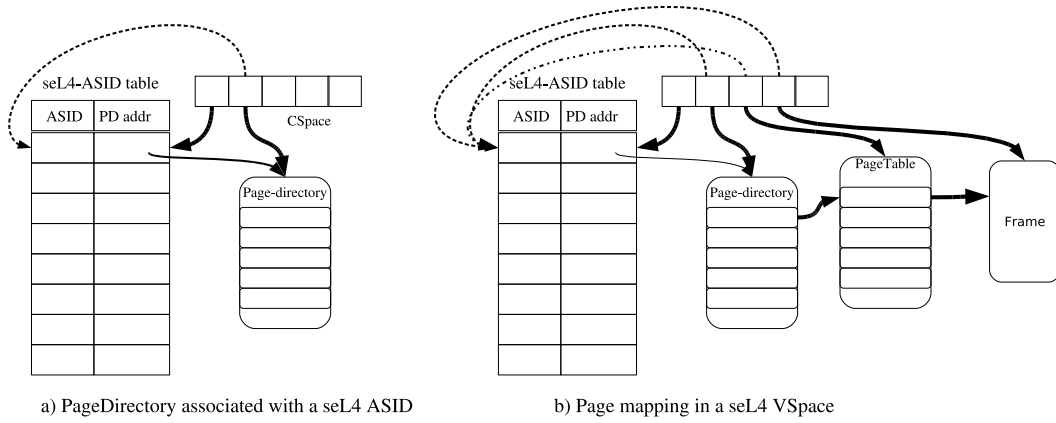 seL4-ASID table
ASID PD addr
CSpace
Page-directory
a) PageDirectory associated with a seL4 ASID
seL4-ASID table
ASID PD addr
PageTable
Page-directory
Frame
b) Page mapping in a seL4 VSpace